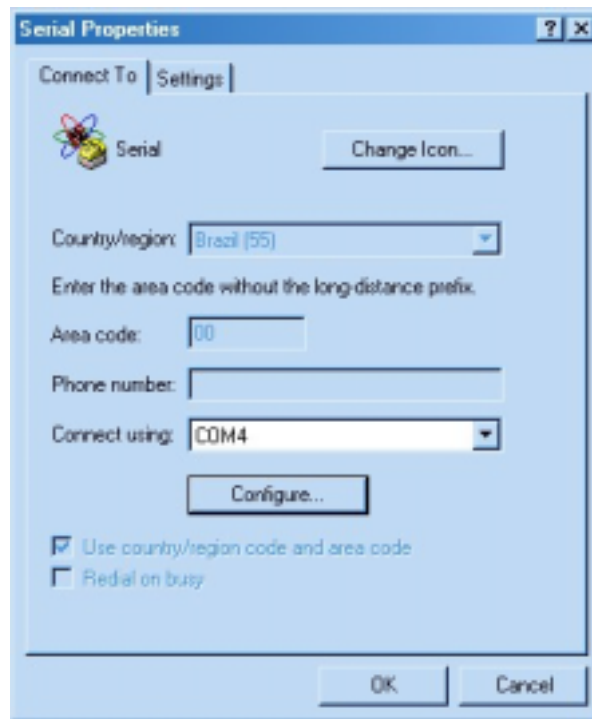 Serial Properties
Connect To Settings
Serial Change Icon...
Country/region: Brazil (55)
Enter the area code without the long-distance prefix.
Area code: 00
Phone number:
Connect using: COM4
Configure...
Use country/region code and area code
Redial on busy
OK Cancel